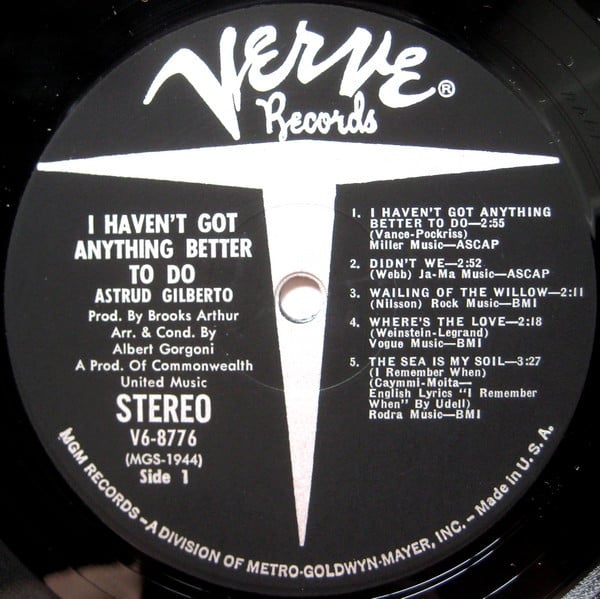 VERVE®
Records
I HAVEN'T GOT
ANYTHING BETTER
TO DO
ASTRUD GILBERTO
Prod. By Brooks Arthur
Arr. & Cond. By
Albert Gorgoni
A Prod. Of Commonwealth
United Music
STEREO
V6-8776
(MGS-1944)
Side 1
1. I HAVEN'T GOT ANYTHING
BETTER TO DO—2:55
(Vance-Pockriss)
Miller Music—ASCAP
2. DIDN'T WE—2:52
(Webb) Ja-Ma Music—ASCAP
3. WAILING OF THE WILLOW—2:11
(Nilsson) Rock Music—BMI
4. WHERE'S THE LOVE—2:18
(Weinstein-Legrand)
Vogue Music—BMI
5. THE SEA IS MY SOIL—3:27
(I Remember When)
(Caymmi-Moita—
English Lyrics "I Remember
When" By Udell)
Rodra Music—BMI
MGM RECORDS—A DIVISION OF METRO-GOLDWYN-MAYER, INC.—Made in U. S. A.